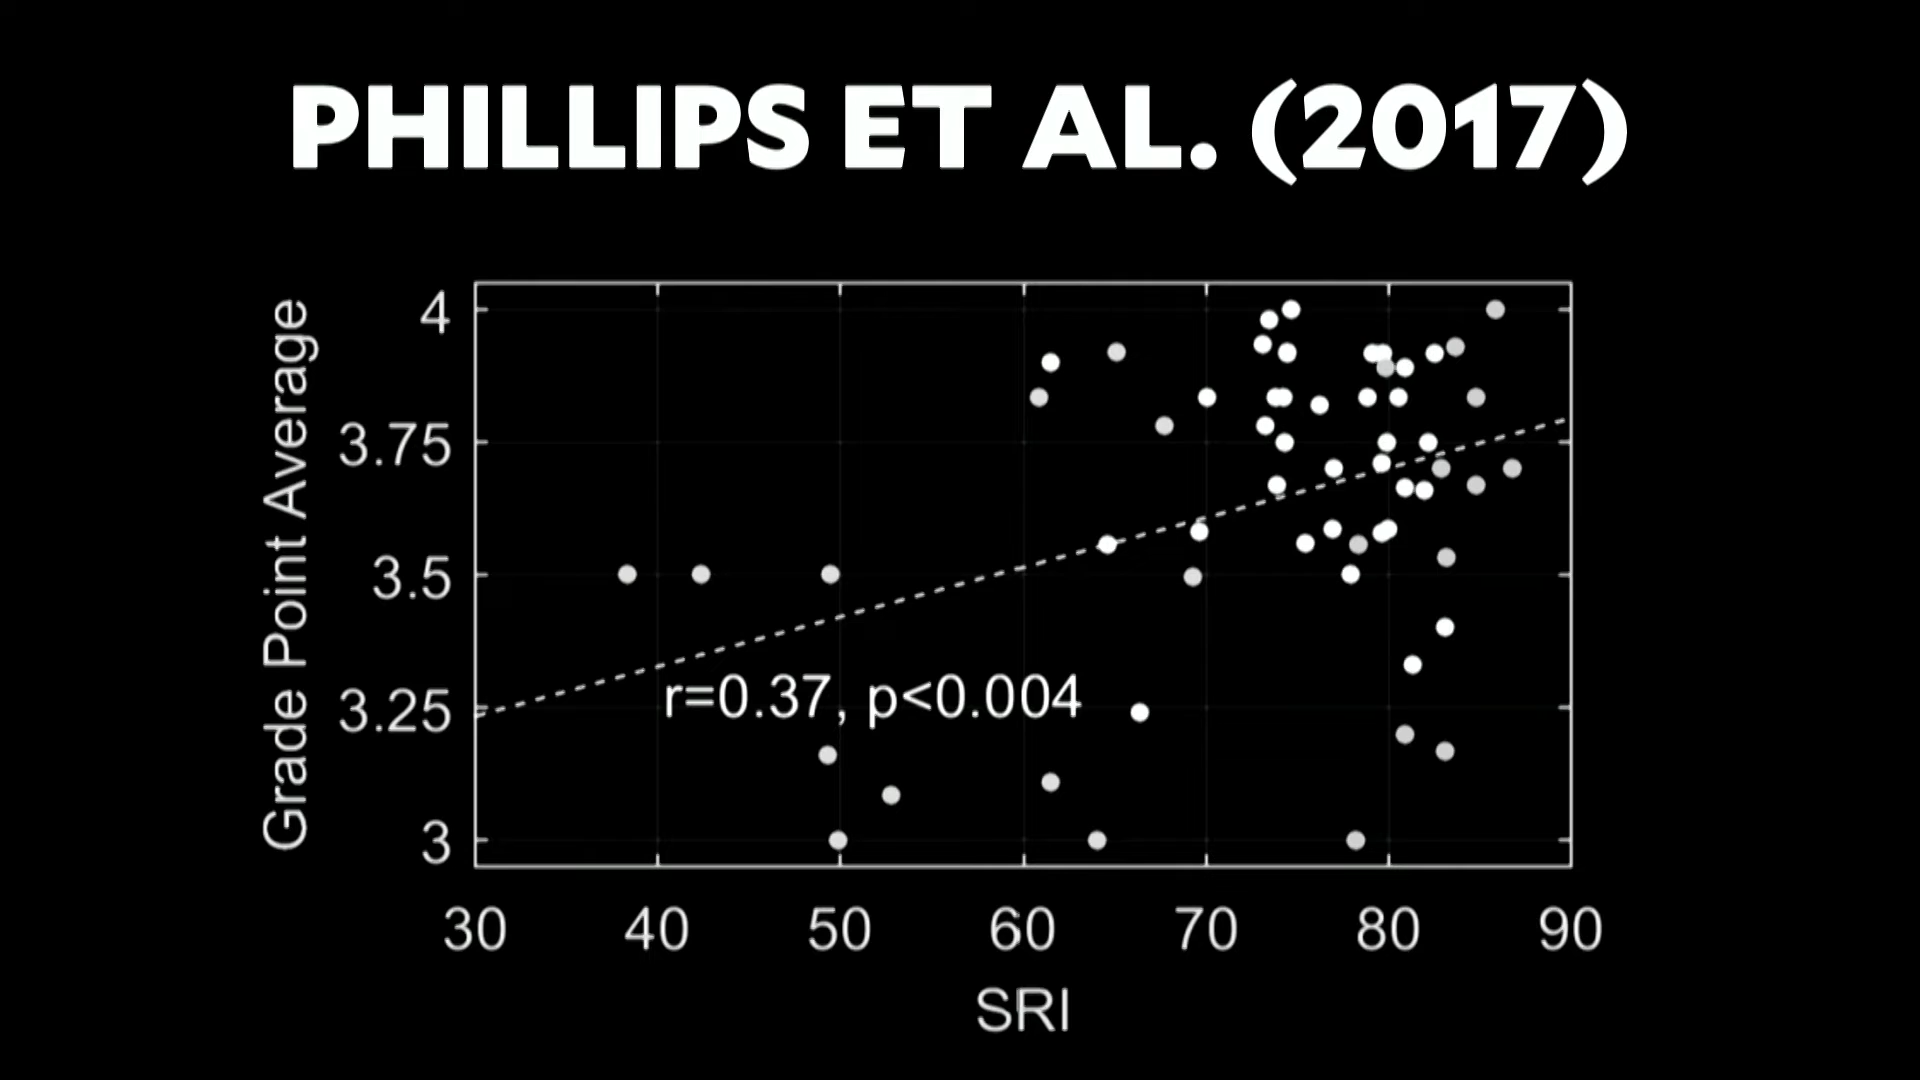 PHILLIPS ET AL. (2017)
Grade Point Average
4
3.75
3.5
3.25
3
r=0.37, p<0.004
30 40 50 60 70 80 90
SRI